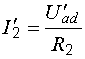 I′₂ = U′ₐd / R₂